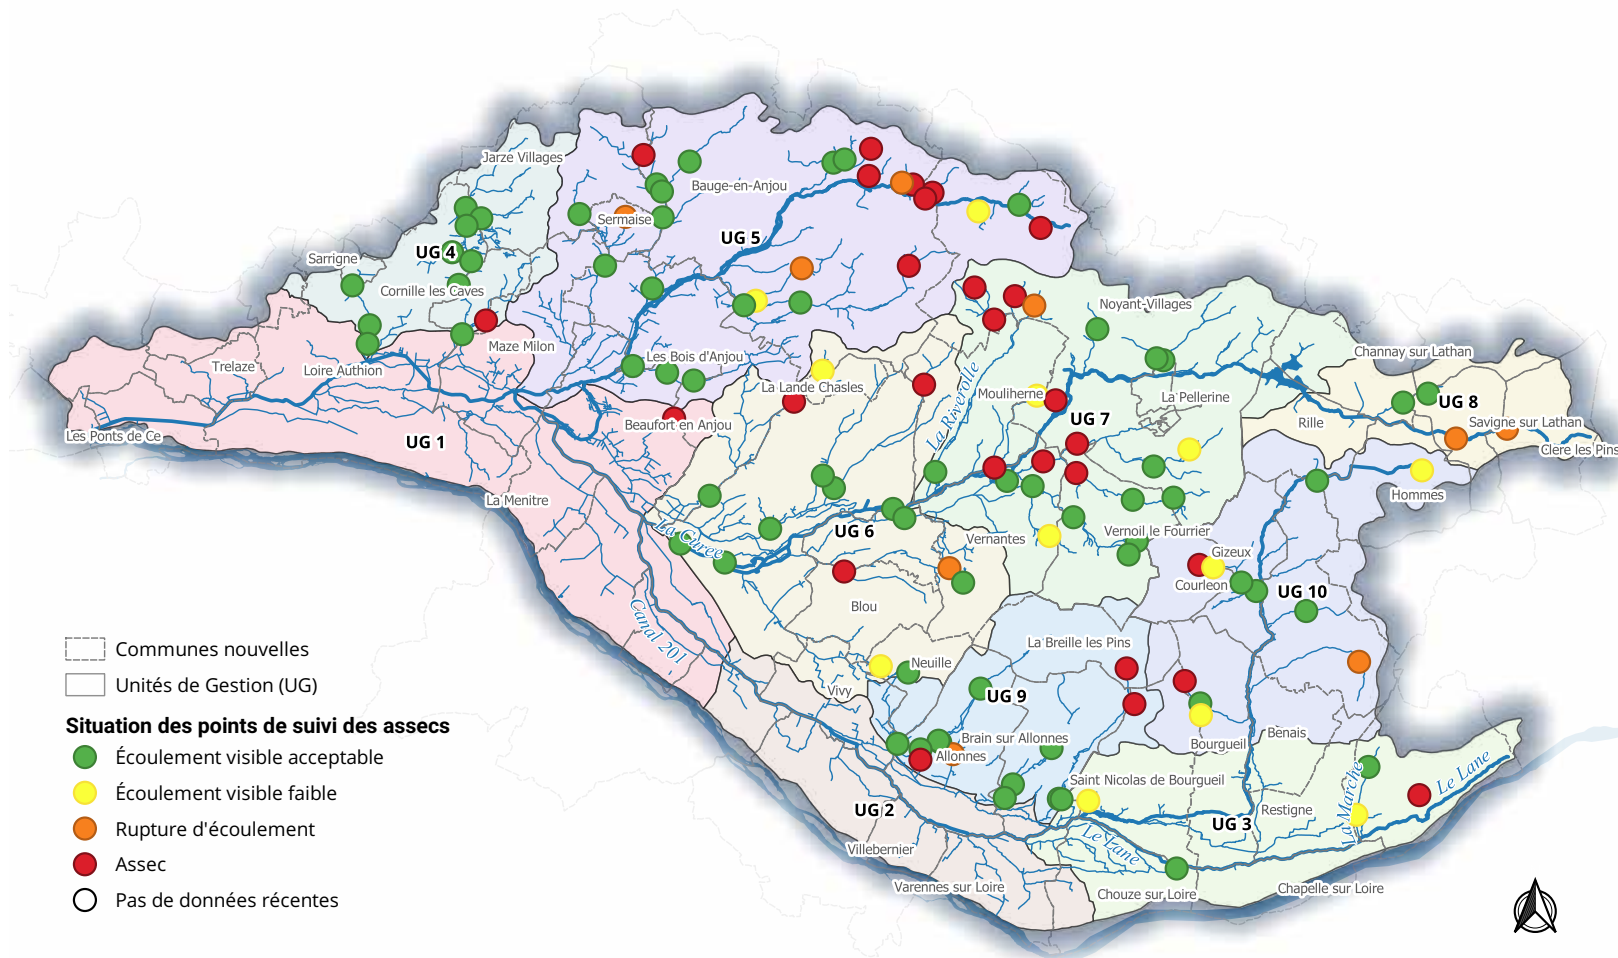 Jarze Villages
Bauge-en-Anjou
Sermaise
UG 5
UG 4
Sarrigne
Cornille les Caves
Noyant-Villages
Maze Milon
Les Bois d'Anjou
Channay sur Lathan
Trelaze
Loire Authion
La Lande Chasles
La Riverolle
Mouliherne
La Pellerine
UG 8
UG 7
Rille
Savigne sur Lathan
Beaufort en Anjou
Les Ponts de Ce
UG 1
Clere les Pins
La Menitre
Hommes
La Curee
UG 6
Vernantes
Vernoil le Fourrier
Gizeux
Courleon
UG 10
Blou
Canal 201
La Breille les Pins
Neuille
Vivy
UG 9
Brain sur Allonnes
Allonnes
Bourgueil
Benais
Saint Nicolas de Bourgueil
La Marche
Le Lane
UG 2
Restigne
UG 3
Villebernier
Le Lane
Varennes sur Loire
Chouze sur Loire
Chapelle sur Loire
Communes nouvelles
Unités de Gestion (UG)
Situation des points de suivi des assecs
Écoulement visible acceptable
Écoulement visible faible
Rupture d'écoulement
Assec
Pas de données récentes